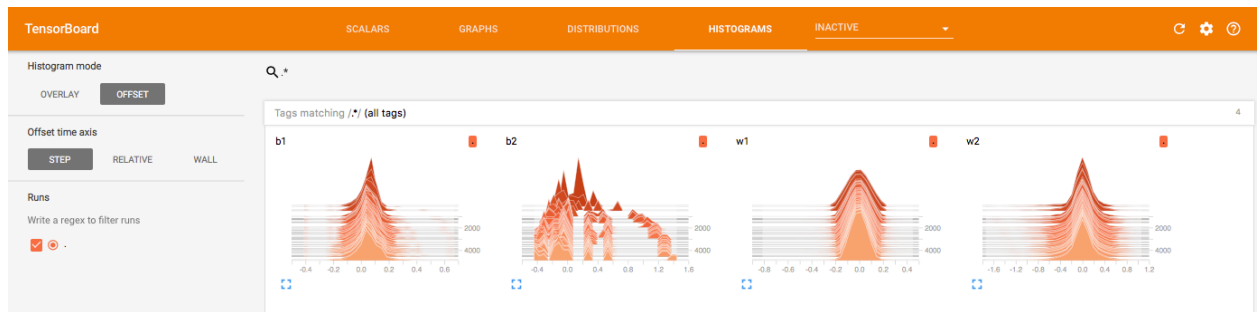 TensorBoard SCALARS GRAPHS DISTRIBUTIONS HISTOGRAMS INACTIVE
Histogram mode
OVERLAY OFFSET
Offset time axis
STEP RELATIVE WALL
Runs
Write a regex to filter runs
.
.*
Tags matching /.*/ (all tags) 4
b1 . b2 . w1 . w2 .
2000 2000 2000 2000
4000 4000 4000 4000
-0.4 -0.2 0.0 0.2 0.4 0.6 -0.4 0.0 0.4 0.8 1.2 1.6 -0.8 -0.6 -0.4 -0.2 0.0 0.2 0.4 -1.6 -1.2 -0.8 -0.4 0.0 0.4 0.8 1.2